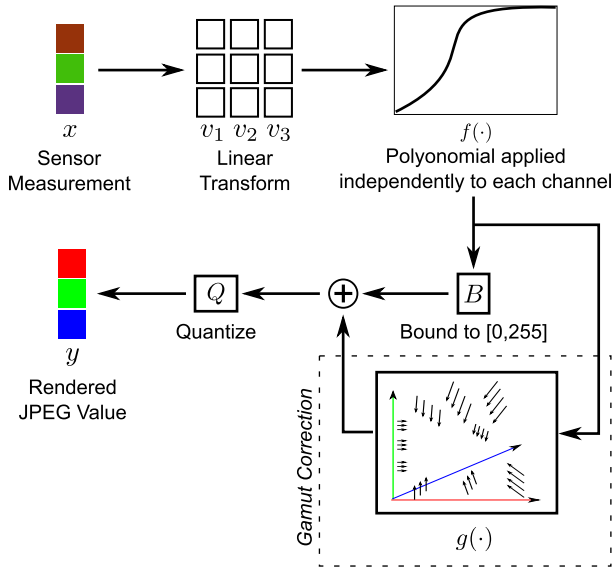 x
Sensor
Measurement
v₁ v₂ v₃
Linear
Transform
f(·)
Polyonomial applied
independently to each channel
y
Rendered
JPEG Value
Q
Quantize
B
Bound to [0,255]
Gamut Correction
g(·)